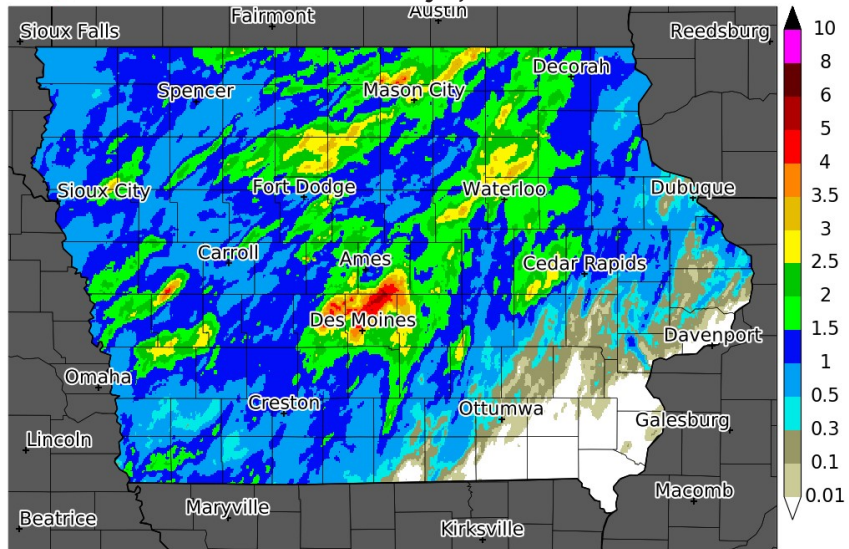 Fairmont
Austin
Sioux Falls
Reedsburg
Decorah
Spencer
Mason City
Sioux City
Fort Dodge
Waterloo
Dubuque
Carroll
Ames
Cedar Rapids
Des Moines
Davenport
Omaha
Creston
Ottumwa
Galesburg
Lincoln
Maryville
Macomb
Beatrice
Kirksville
10
8
6
5
4
3.5
3
2.5
2
1.5
1
0.5
0.3
0.1
0.01